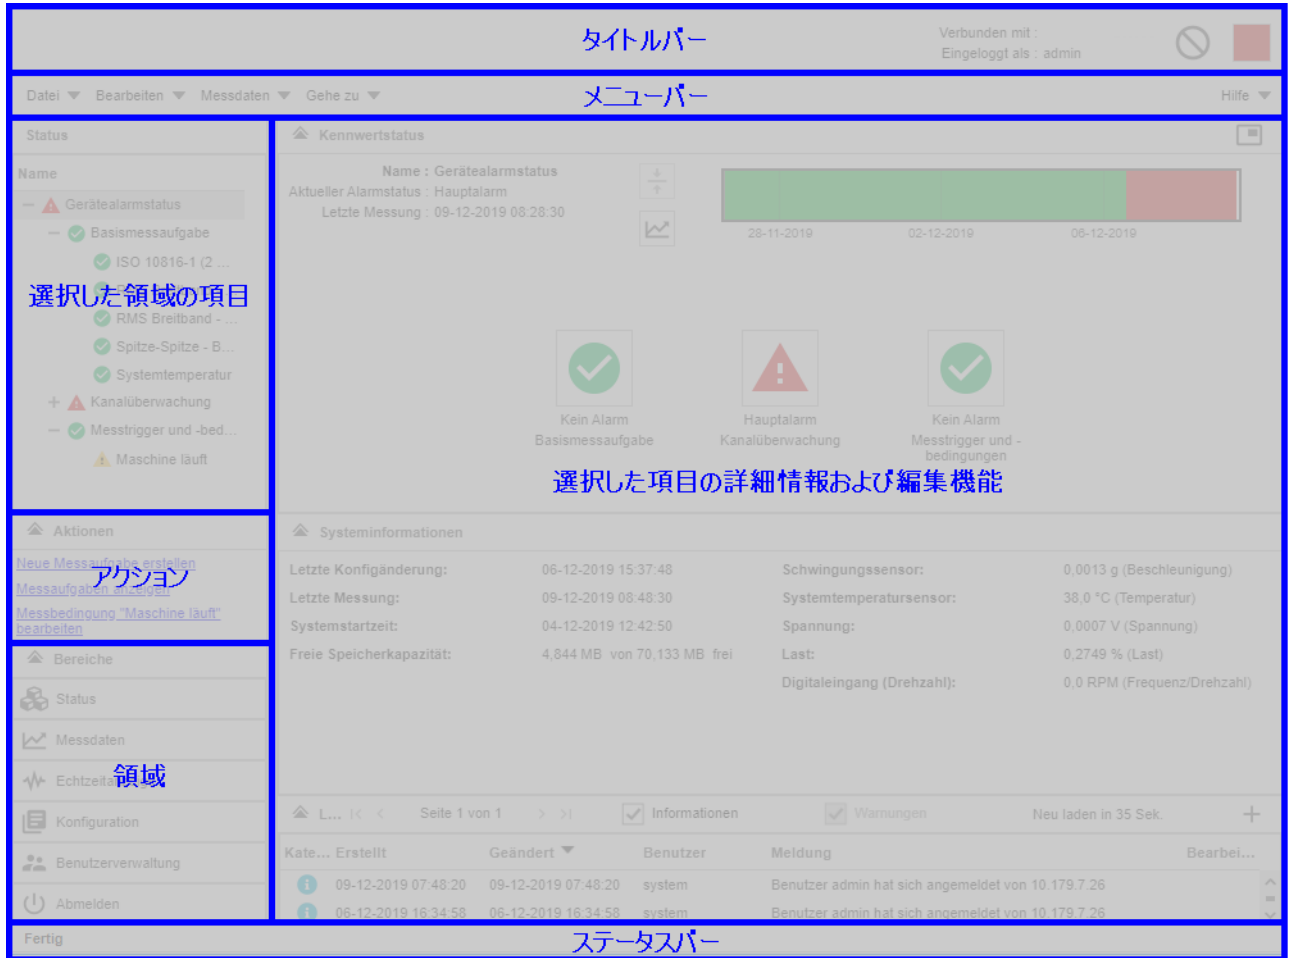 タイトルバー
Verbunden mit :
Eingeloggt als : admin
Datei Bearbeiten Messdaten Gehe zu
メニューバー
Hilfe
Status
Name
Gerätealarmstatus
Basismessaufgabe
ISO 10816-1 (2 ...
選択した領域の項目
RMS Breitband - ...
Spitze-Spitze - B...
Systemtemperatur
Kanalüberwachung
Messtrigger und -bed...
Maschine läuft
Kennwertstatus
Name : Gerätealarmstatus
Aktueller Alarmstatus : Hauptalarm
Letzte Messung : 09-12-2019 08:28:30
28-11-2019 02-12-2019 06-12-2019
Kein Alarm
Basismessaufgabe
Hauptalarm
Kanalüberwachung
Kein Alarm
Messtrigger und -
bedingungen
選択した項目の詳細情報および編集機能
Aktionen
Neue Messaufgabe erstellen
アクション
Messaufgaben anzeigen
Messbedingung "Maschine läuft"
bearbeiten
Systeminformationen
Letzte Konfigänderung: 06-12-2019 15:37:48 Schwingungssensor: 0,0013 g (Beschleunigung)
Letzte Messung: 09-12-2019 08:48:30 Systemtemperatursensor: 38,0 °C (Temperatur)
Systemstartzeit: 04-12-2019 12:42:50 Spannung: 0,0007 V (Spannung)
Freie Speicherkapazität: 4,844 MB von 70,133 MB frei Last: 0,2749 % (Last)
Digitaleingang (Drehzahl): 0,0 RPM (Frequenz/Drehzahl)
Bereiche
Status
Messdaten
領域
Konfiguration
Benutzerverwaltung
Abmelden
L... |< < Seite 1 von 1 > >| Informationen Warnungen Neu laden in 35 Sek. +
Kate... Erstellt Geändert Benutzer Meldung Bearbei...
09-12-2019 07:48:20 09-12-2019 07:48:20 system Benutzer admin hat sich angemeldet von 10.179.7.26
06-12-2019 16:34:58 06-12-2019 16:34:58 system Benutzer admin hat sich angemeldet von 10.179.7.26
Fertig
ステータスバー